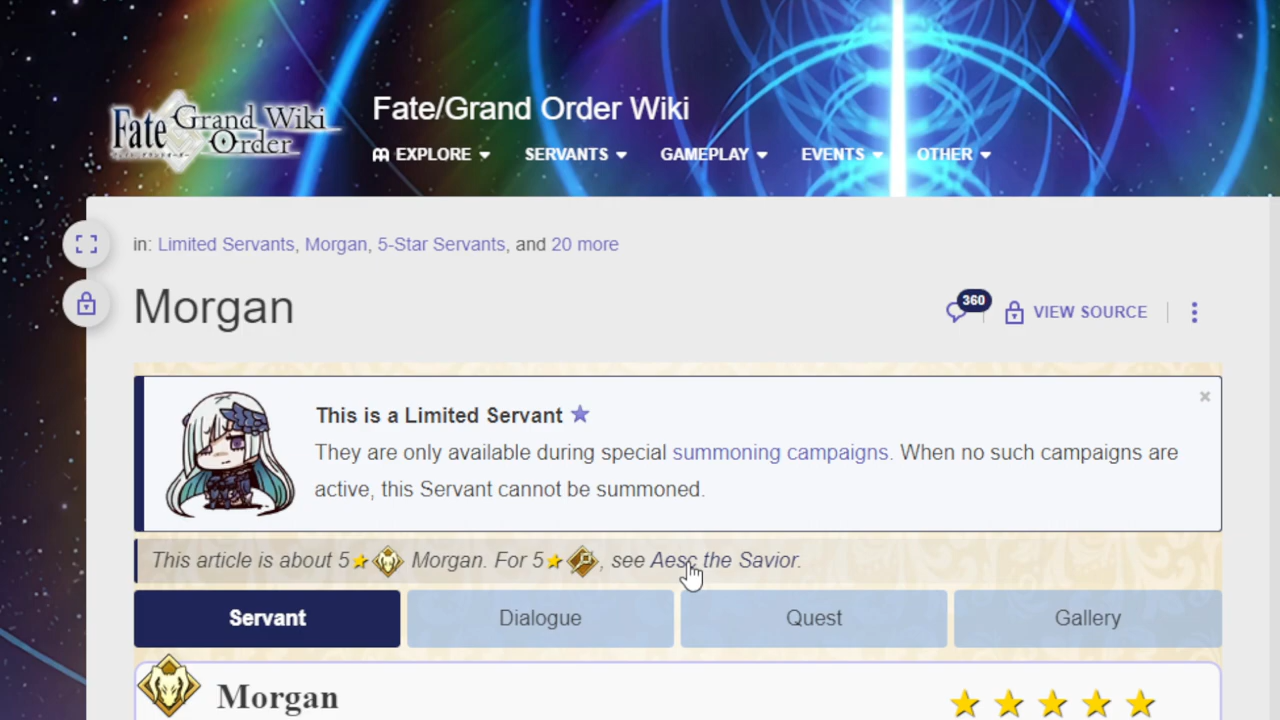 Fate Grand Wiki
Order
Fate/Grand Order Wiki
EXPLORE
SERVANTS
GAMEPLAY
EVENTS
OTHER
in: Limited Servants, Morgan, 5-Star Servants, and 20 more
Morgan
360
VIEW SOURCE
This is a Limited Servant
×
They are only available during special summoning campaigns. When no such campaigns are
active, this Servant cannot be summoned.
This article is about 5 Morgan. For 5 , see Aesc the Savior.
Servant
Dialogue
Quest
Gallery
Morgan